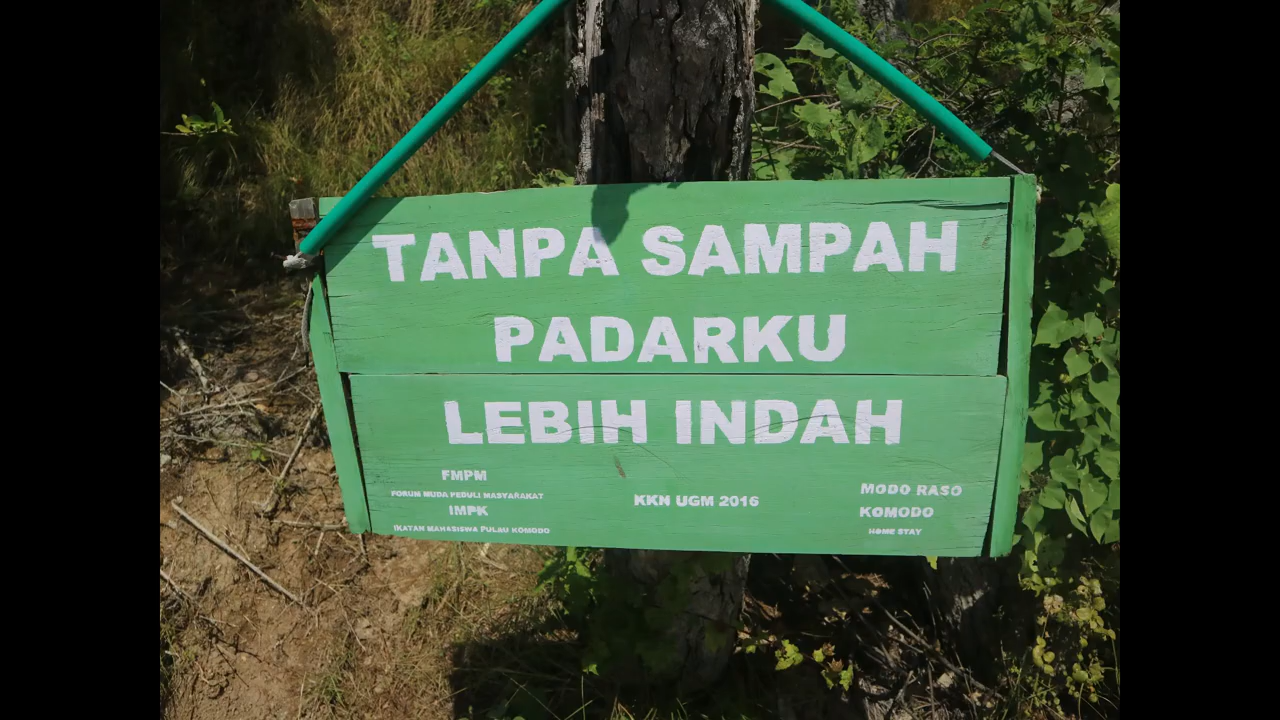 TANPA SAMPAH
PADARKU
LEBIH INDAH
FMPM
FORUN MUDA PEDULI MASYARAKAT
IMPK
IKATAN MAHASISWA PULAU KOMODO
KKN UGM 2016
MODO RASO
KOMODO
HOME STAY